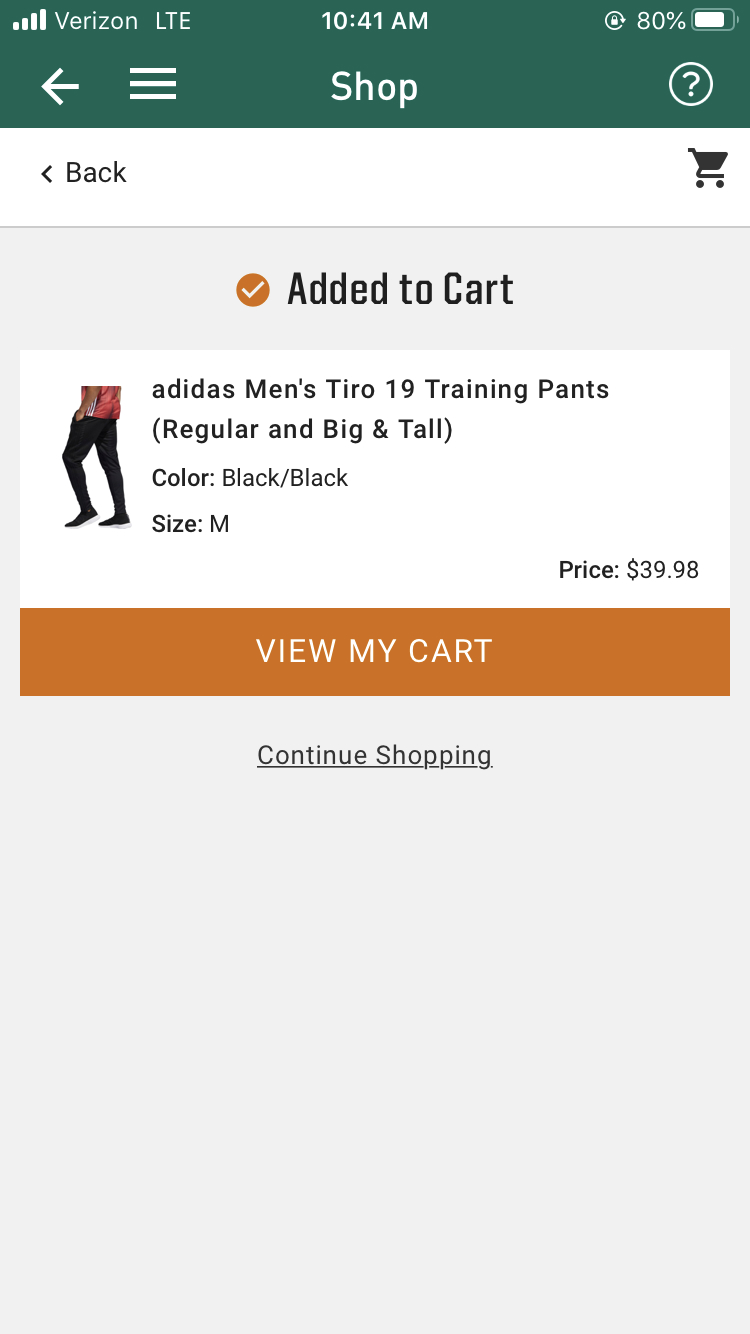 Verizon LTE 10:41 AM 80%
Shop ?
Back
Added to Cart
adidas Men's Tiro 19 Training Pants
(Regular and Big & Tall)
Color: Black/Black
Size: M
Price: $39.98
VIEW MY CART
Continue Shopping